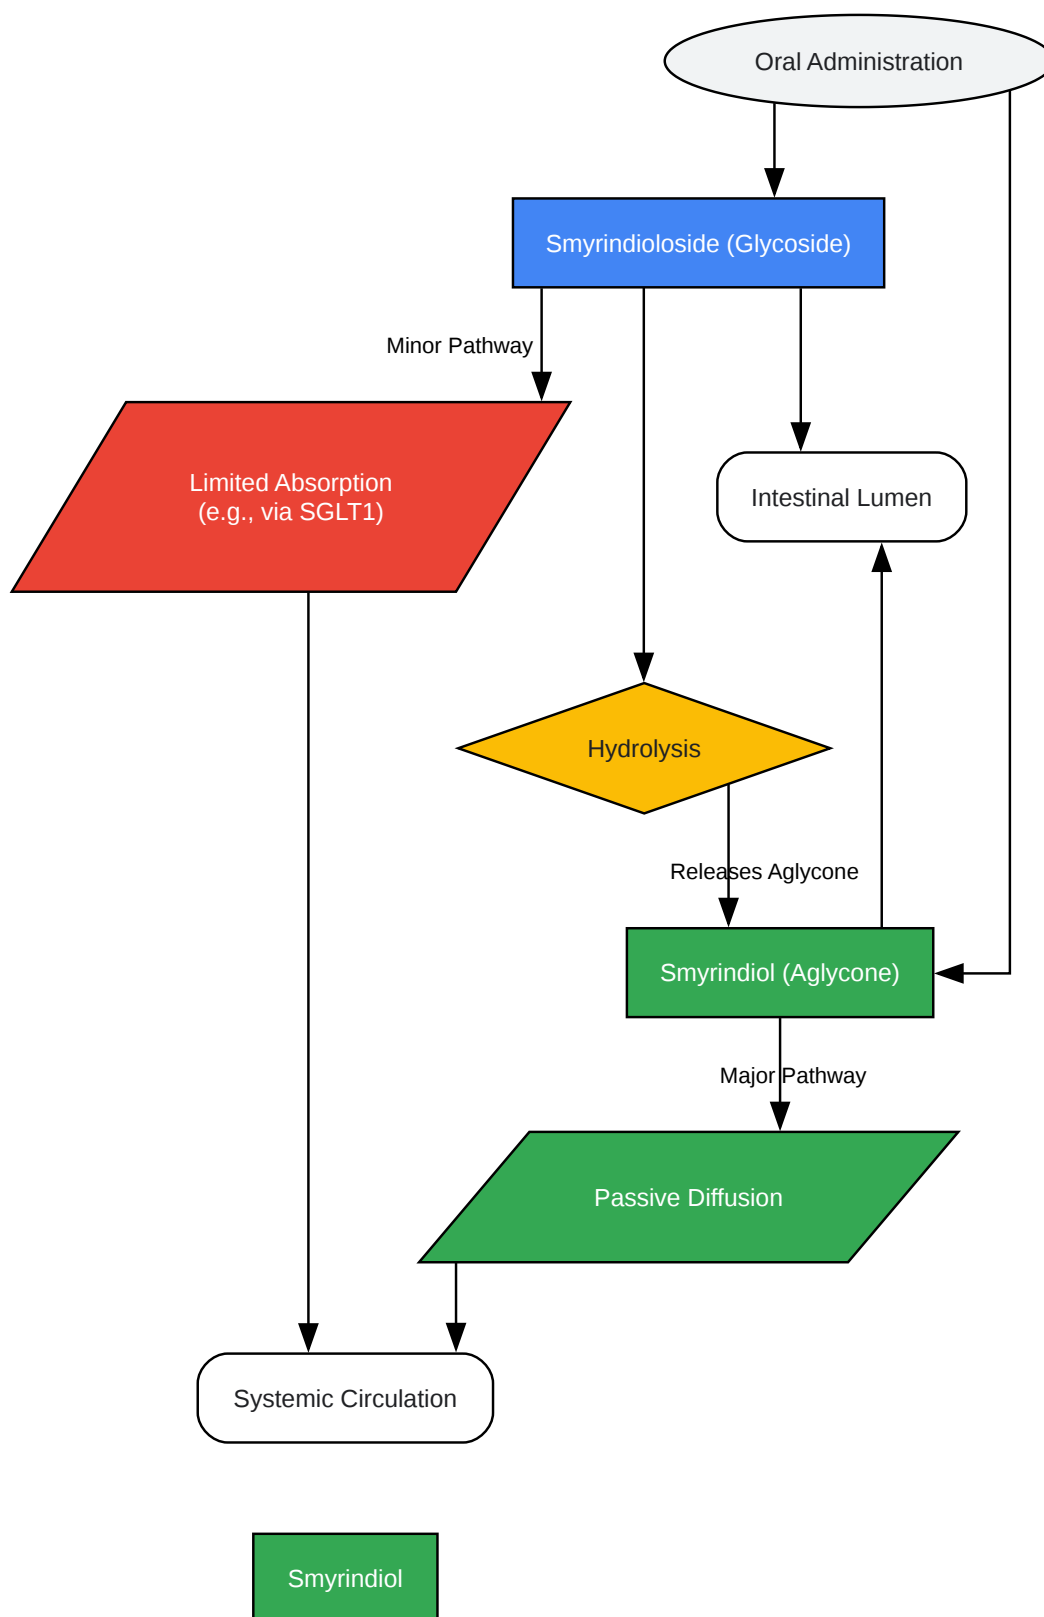 Oral Administration
Smyrindioloside (Glycoside)
Minor Pathway
Limited Absorption
(e.g., via SGLT1)
Intestinal Lumen
Hydrolysis
Releases Aglycone
Smyrindiol (Aglycone)
Major Pathway
Passive Diffusion
Systemic Circulation
Smyrindiol